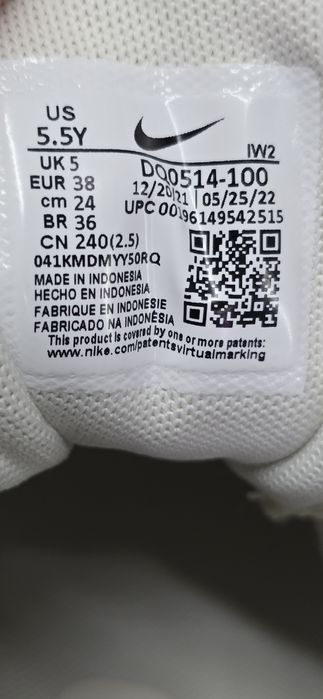 US
5.5Y
IW2
UK 5
EUR 38
cm 24
BR 36
CN 240(2.5)
DQ0514-100
12/20/21 05/25/22
UPC 00196149542515
041KMDMYY50RQ
MADE IN INDONESIA
HECHO EN INDONESIA
FABRIQUE EN INDONESIE
FABRICADO NA INDONÈSIA
This product is covered by one or more patents:
www.nike.com/patentsvirtualmarking